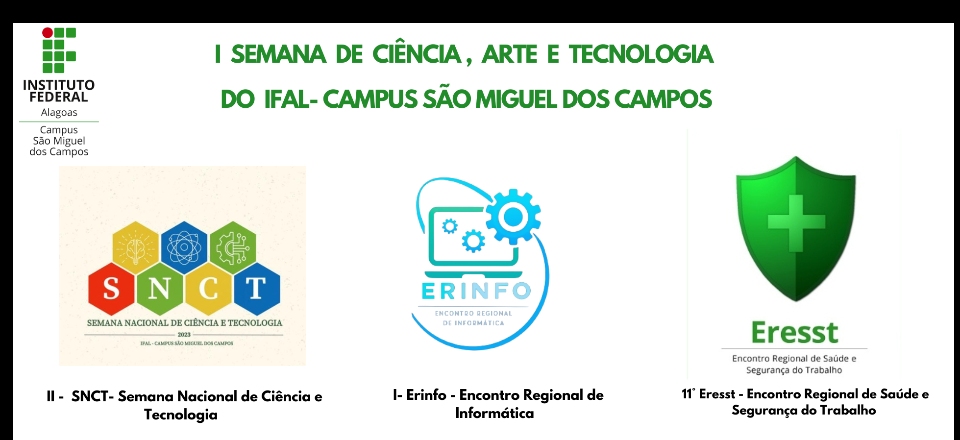 INSTITUTO
FEDERAL
Alagoas
Campus
São Miguel
dos Campos
I SEMANA DE CIÊNCIA, ARTE E TECNOLOGIA
DO IFAL- CAMPUS SÃO MIGUEL DOS CAMPOS
S N C T
SEMANA NACIONAL DE CIÊNCIA E TECNOLOGIA
2023
IFAL - CAMPUS SÃO MIGUEL DOS CAMPOS
ERINFO
ENCONTRO REGIONAL
DE INFORMÁTICA
Eresst
Encontro Regional de Saúde e
Segurança do Trabalho
II - SNCT- Semana Nacional de Ciência e
Tecnologia
I- Erinfo - Encontro Regional de
Informática
11° Eresst - Encontro Regional de Saúde e
Segurança do Trabalho